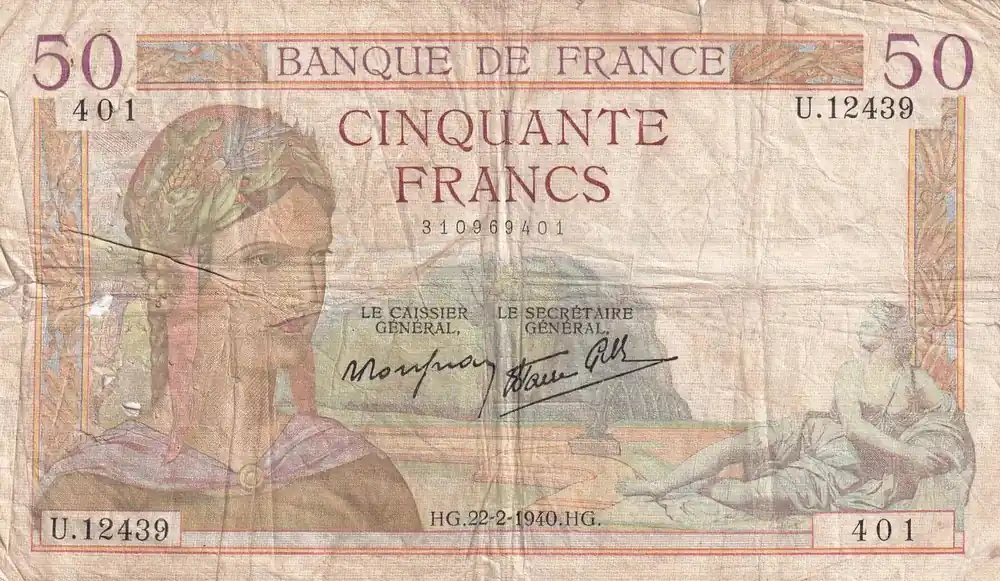 50 BANQUE DE FRANCE 50
401 U.12439
CINQUANTE
FRANCS
310969401
LE CAISSIER LE SECRÉTAIRE
GÉNÉRAL, GÉNÉRAL,
U.12439 HG.22-2-1940.HG. 401